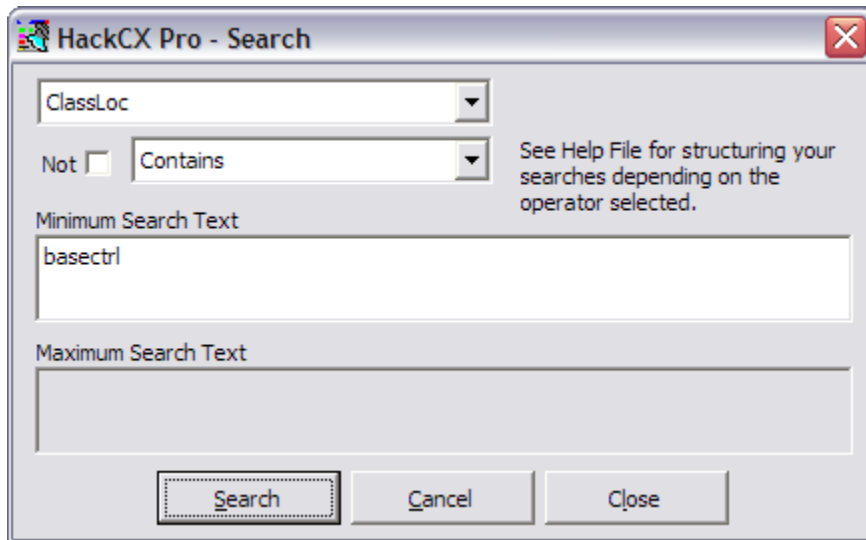 HackCX Pro - Search
ClassLoc
Not Contains
See Help File for structuring your
searches depending on the
operator selected.
Minimum Search Text
basectrl
Maximum Search Text
Search Cancel Close